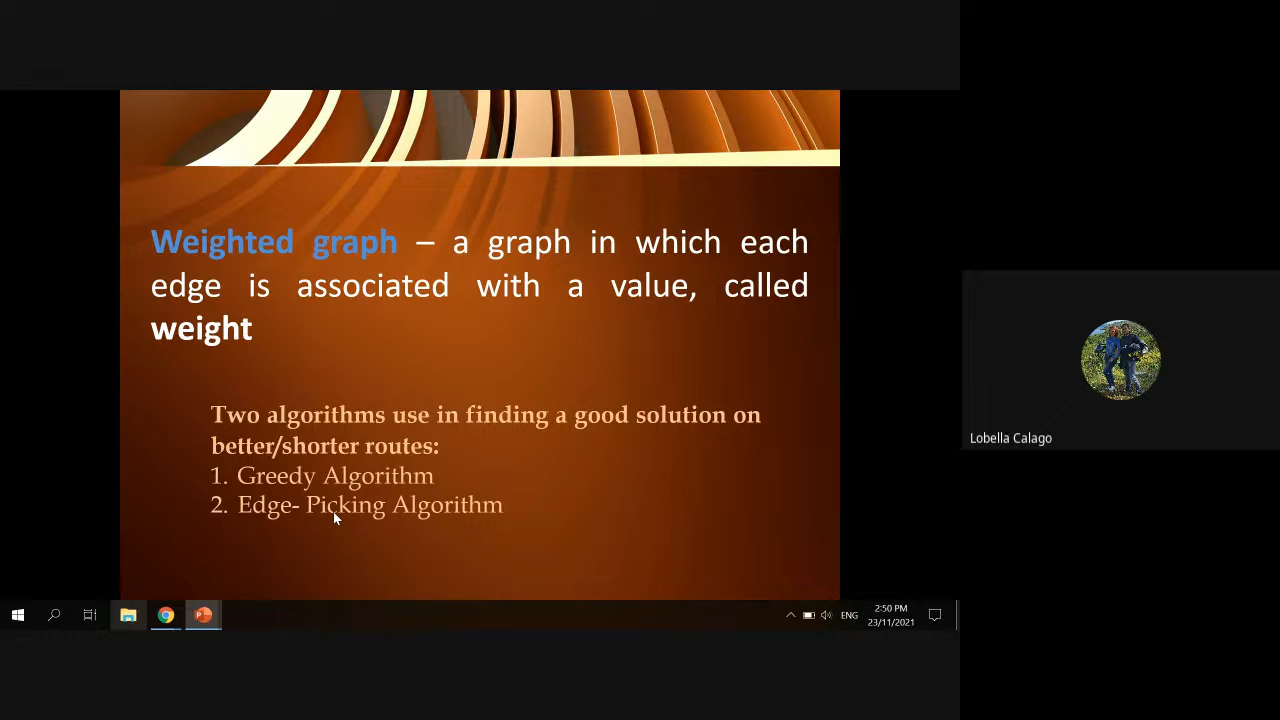 Weighted graph – a graph in which each
edge is associated with a value, called
weight
Two algorithms use in finding a good solution on
better/shorter routes:
1. Greedy Algorithm
2. Edge- Picking Algorithm
Lobella Calago
ENG
2:50 PM
23/11/2021